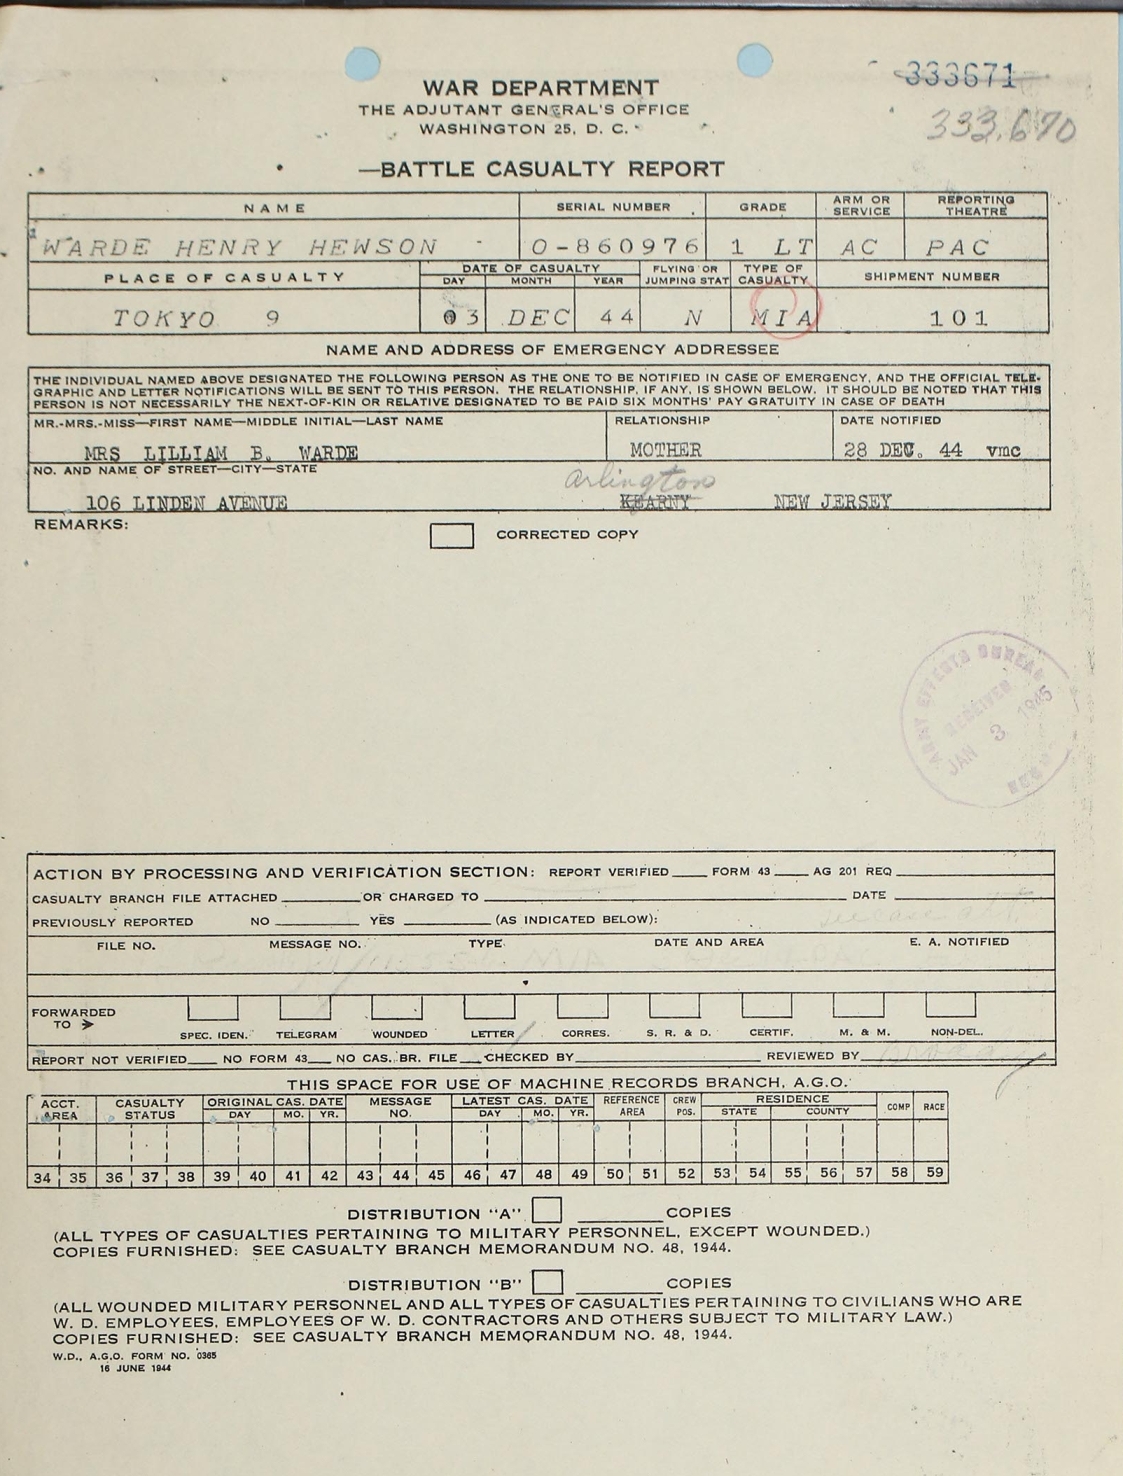 333671
333,670
WAR DEPARTMENT
THE ADJUTANT GENERAL'S OFFICE
WASHINGTON 25, D. C.
—BATTLE CASUALTY REPORT
NAME SERIAL NUMBER GRADE ARM OR SERVICE REPORTING THEATRE
WARDE HENRY HEWSON O-860976 1 LT AC PAC
PLACE OF CASUALTY DATE OF CASUALTY DAY MONTH YEAR FLYING OR JUMPING STAT TYPE OF CASUALTY SHIPMENT NUMBER
TOKYO 9 03 DEC 44 N MIA 101
NAME AND ADDRESS OF EMERGENCY ADDRESSEE
THE INDIVIDUAL NAMED ABOVE DESIGNATED THE FOLLOWING PERSON AS THE ONE TO BE NOTIFIED IN CASE OF EMERGENCY, AND THE OFFICIAL TELE-
GRAPHIC AND LETTER NOTIFICATIONS WILL BE SENT TO THIS PERSON. THE RELATIONSHIP, IF ANY, IS SHOWN BELOW. IT SHOULD BE NOTED THAT THIS
PERSON IS NOT NECESSARILY THE NEXT-OF-KIN OR RELATIVE DESIGNATED TO BE PAID SIX MONTHS' PAY GRATUITY IN CASE OF DEATH
MR.-MRS.-MISS—FIRST NAME—MIDDLE INITIAL—LAST NAME RELATIONSHIP DATE NOTIFIED
MRS LILLIAM B. WARDE MOTHER 28 DEC. 44 vmc
NO. AND NAME OF STREET—CITY—STATE
Arlington
106 LINDEN AVENUE KEARNY NEW JERSEY
REMARKS:
CORRECTED COPY
ARMY EFFECTS BUREAU
RECEIVED
JAN 3 1945
ACTION BY PROCESSING AND VERIFICATION SECTION: REPORT VERIFIED FORM 43 AG 201 REQ
CASUALTY BRANCH FILE ATTACHED OR CHARGED TO DATE
PREVIOUSLY REPORTED NO YES (AS INDICATED BELOW):
FILE NO. MESSAGE NO. TYPE DATE AND AREA E. A. NOTIFIED
FORWARDED TO
SPEC. IDEN. TELEGRAM WOUNDED LETTER CORRES. S. R. & D. CERTIF. M. & M. NON-DEL.
REPORT NOT VERIFIED NO FORM 43 NO CAS. BR. FILE CHECKED BY REVIEWED BY
THIS SPACE FOR USE OF MACHINE RECORDS BRANCH, A.G.O.
ACCT. AREA CASUALTY STATUS ORIGINAL CAS. DATE DAY MO. YR. MESSAGE NO. LATEST CAS. DATE DAY MO. YR. REFERENCE AREA CREW POS. RESIDENCE STATE COUNTY COMP RACE
34 35 36 37 38 39 40 41 42 43 44 45 46 47 48 49 50 51 52 53 54 55 56 57 58 59
DISTRIBUTION "A" COPIES
(ALL TYPES OF CASUALTIES PERTAINING TO MILITARY PERSONNEL, EXCEPT WOUNDED.)
COPIES FURNISHED: SEE CASUALTY BRANCH MEMORANDUM NO. 48, 1944.
DISTRIBUTION "B" COPIES
(ALL WOUNDED MILITARY PERSONNEL AND ALL TYPES OF CASUALTIES PERTAINING TO CIVILIANS WHO ARE
W. D. EMPLOYEES, EMPLOYEES OF W. D. CONTRACTORS AND OTHERS SUBJECT TO MILITARY LAW.)
COPIES FURNISHED: SEE CASUALTY BRANCH MEMORANDUM NO. 48, 1944.
W.D., A.G.O. FORM NO. 0365
16 JUNE 1944